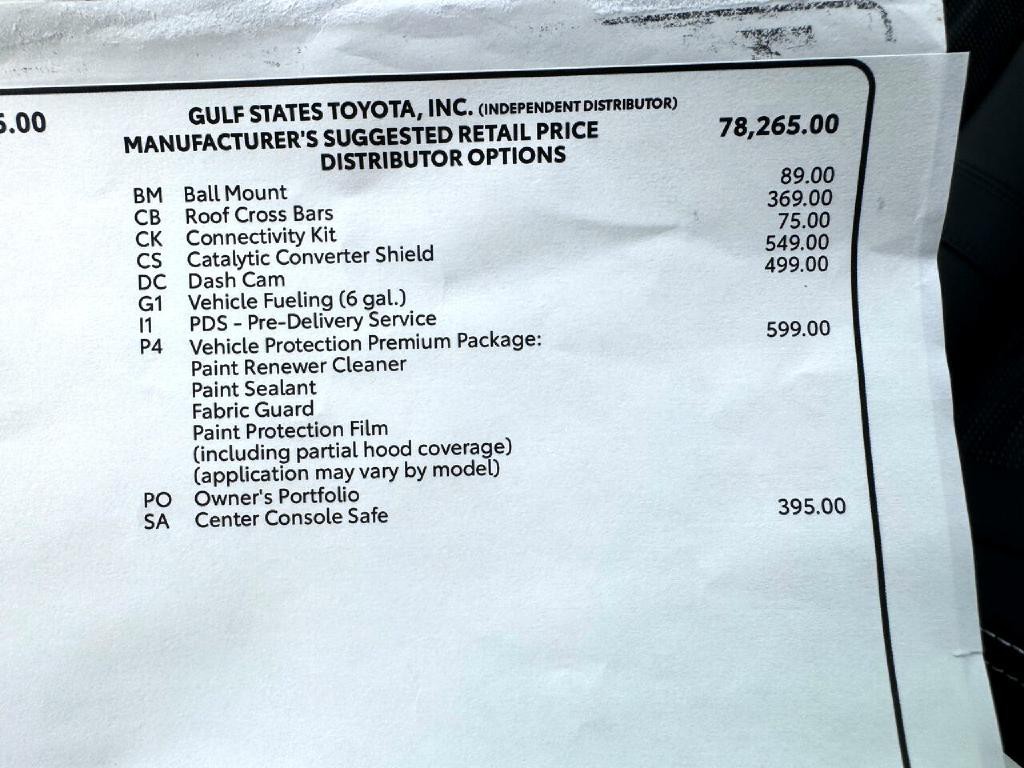 5.00
GULF STATES TOYOTA, INC. (INDEPENDENT DISTRIBUTOR)
MANUFACTURER'S SUGGESTED RETAIL PRICE 78,265.00
DISTRIBUTOR OPTIONS
BM Ball Mount 89.00
CB Roof Cross Bars 369.00
CK Connectivity Kit 75.00
CS Catalytic Converter Shield 549.00
DC Dash Cam 499.00
G1 Vehicle Fueling (6 gal.)
I1 PDS - Pre-Delivery Service
P4 Vehicle Protection Premium Package: 599.00
Paint Renewer Cleaner
Paint Sealant
Fabric Guard
Paint Protection Film
(including partial hood coverage)
(application may vary by model)
PO Owner's Portfolio
SA Center Console Safe 395.00